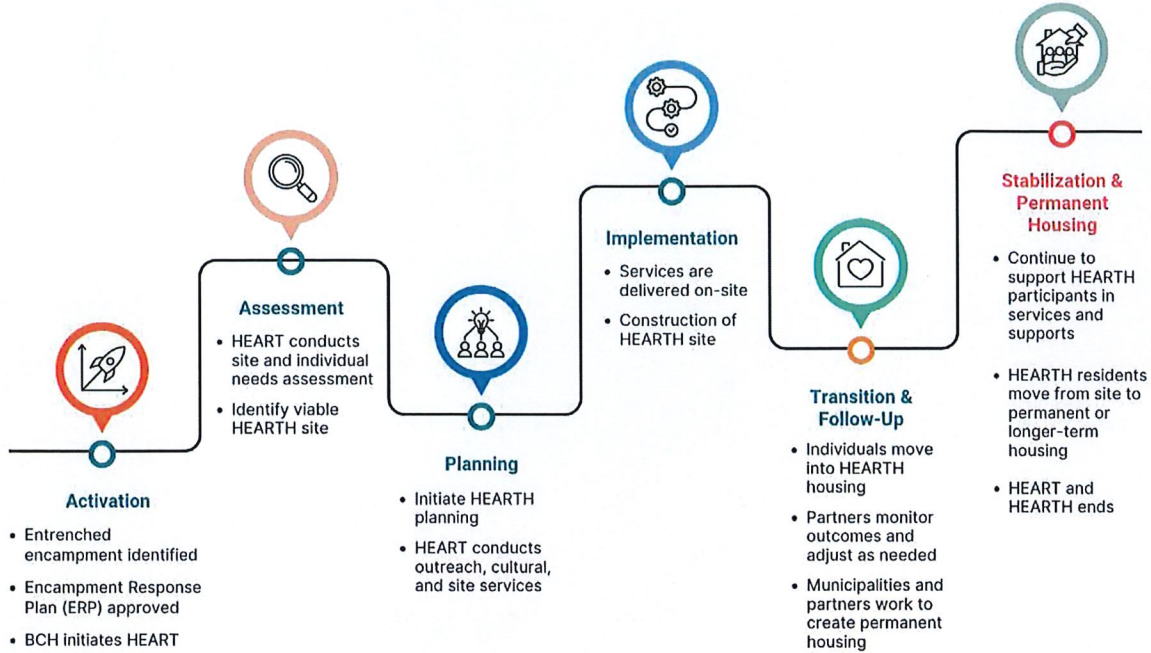 Activation
• Entrenched
encampment identified
• Encampment Response
Plan (ERP) approved
• BCH initiates HEART
Assessment
• HEART conducts
site and individual
needs assessment
• Identify viable
HEARTH site
Planning
• Initiate HEARTH
planning
• HEART conducts
outreach, cultural,
and site services
Implementation
• Services are
delivered on-site
• Construction of
HEARTH site
Transition &
Follow-Up
• Individuals move
into HEARTH
housing
• Partners monitor
outcomes and
adjust as needed
• Municipalities and
partners work to
create permanent
housing
Stabilization &
Permanent
Housing
• Continue to
support HEARTH
participants in
services and
supports
• HEARTH residents
move from site to
permanent or
longer-term
housing
• HEART and
HEARTH ends